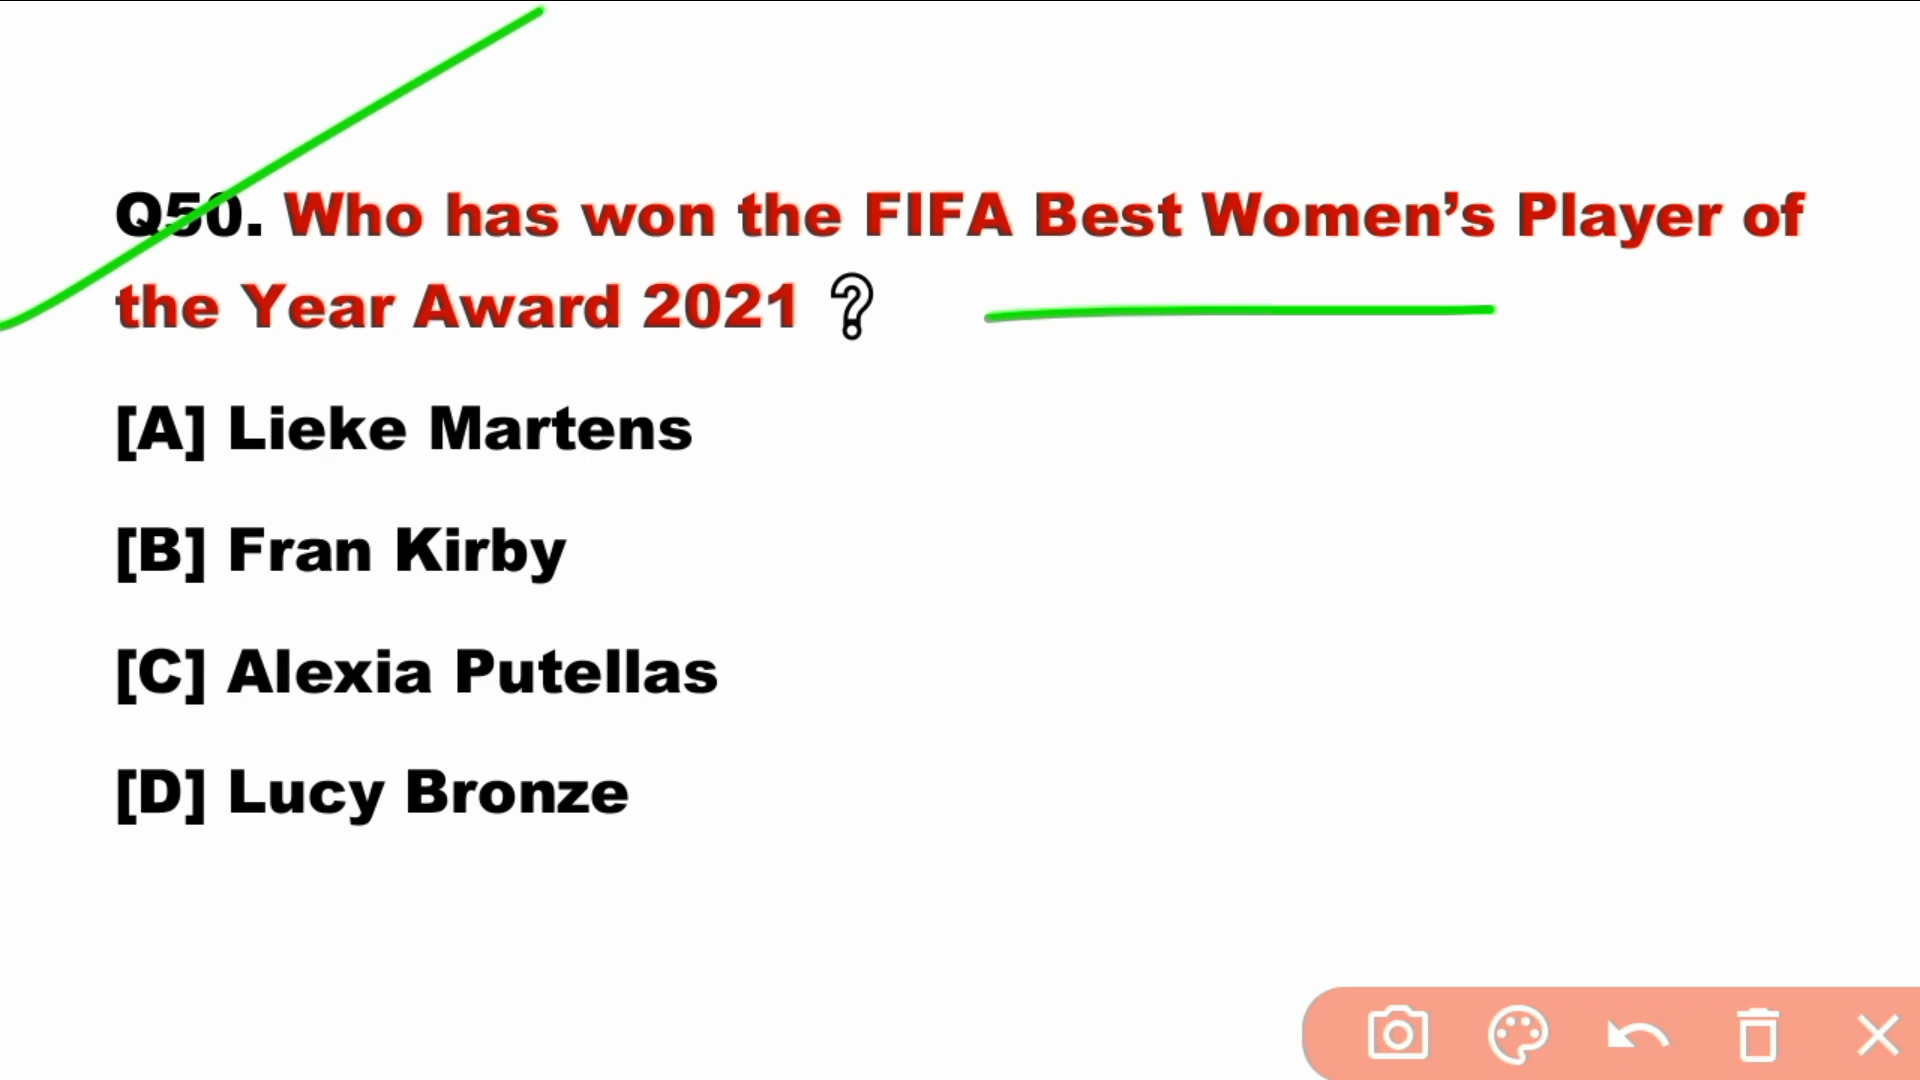 Q50. Who has won the FIFA Best Women’s Player of
the Year Award 2021 ?
[A] Lieke Martens
[B] Fran Kirby
[C] Alexia Putellas
[D] Lucy Bronze